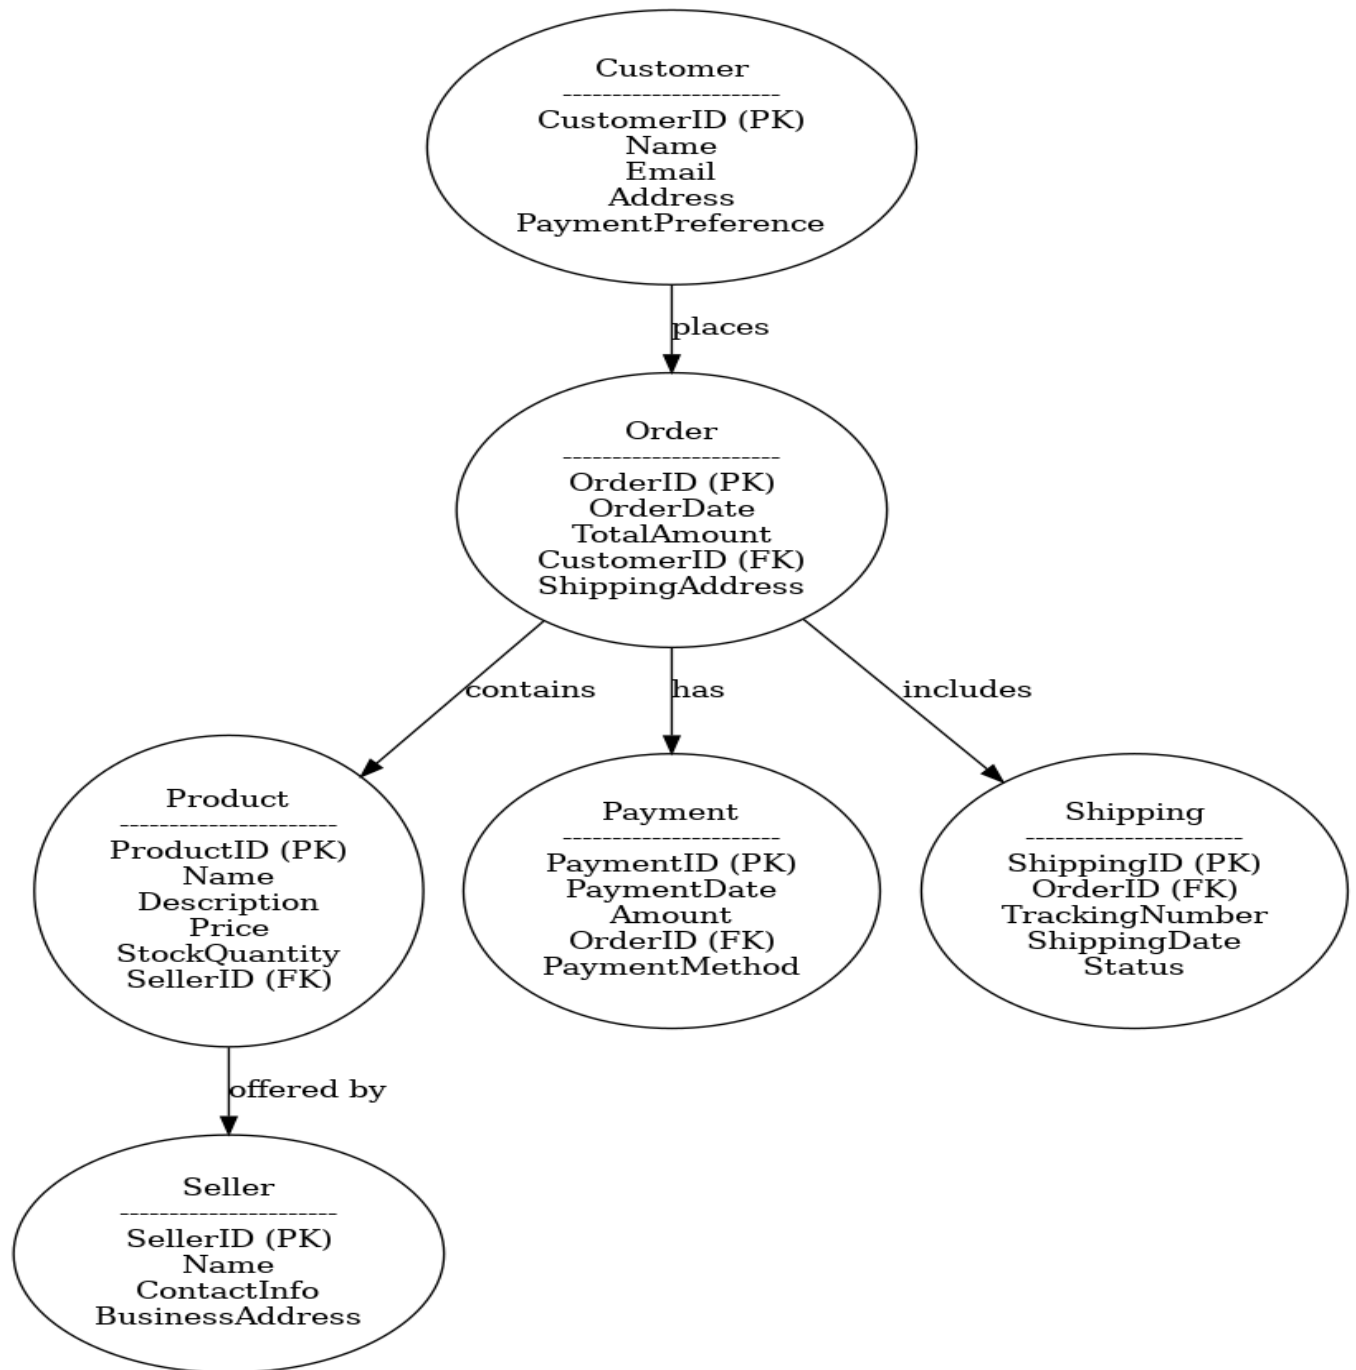 Customer
----------------------
CustomerID (PK)
Name
Email
Address
PaymentPreference
places
Order
----------------------
OrderID (PK)
OrderDate
TotalAmount
CustomerID (FK)
ShippingAddress
contains
has
includes
Product
----------------------
ProductID (PK)
Name
Description
Price
StockQuantity
SellerID (FK)
Payment
----------------------
PaymentID (PK)
PaymentDate
Amount
OrderID (FK)
PaymentMethod
Shipping
----------------------
ShippingID (PK)
OrderID (FK)
TrackingNumber
ShippingDate
Status
offered by
Seller
----------------------
SellerID (PK)
Name
ContactInfo
BusinessAddress